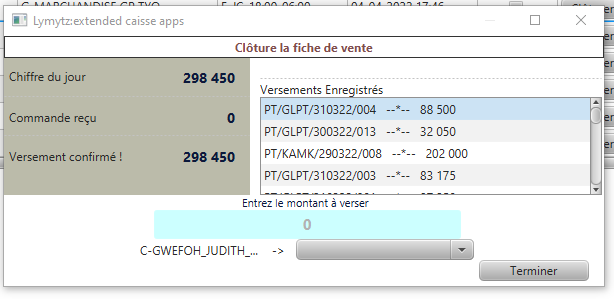 Lymytz:extended caisse apps
Clôture la fiche de vente
Chiffre du jour 298 450
Commande reçu 0
Versement confirmé ! 298 450
Versements Enregistrés
PT/GLPT/310322/004 --*-- 88 500
PT/GLPT/300322/013 --*-- 32 050
PT/KAMK/290322/008 --*-- 202 000
PT/GLPT/310322/003 --*-- 83 175
Entrez le montant à verser
0
C-GWEFOH_JUDITH_... ->
Terminer